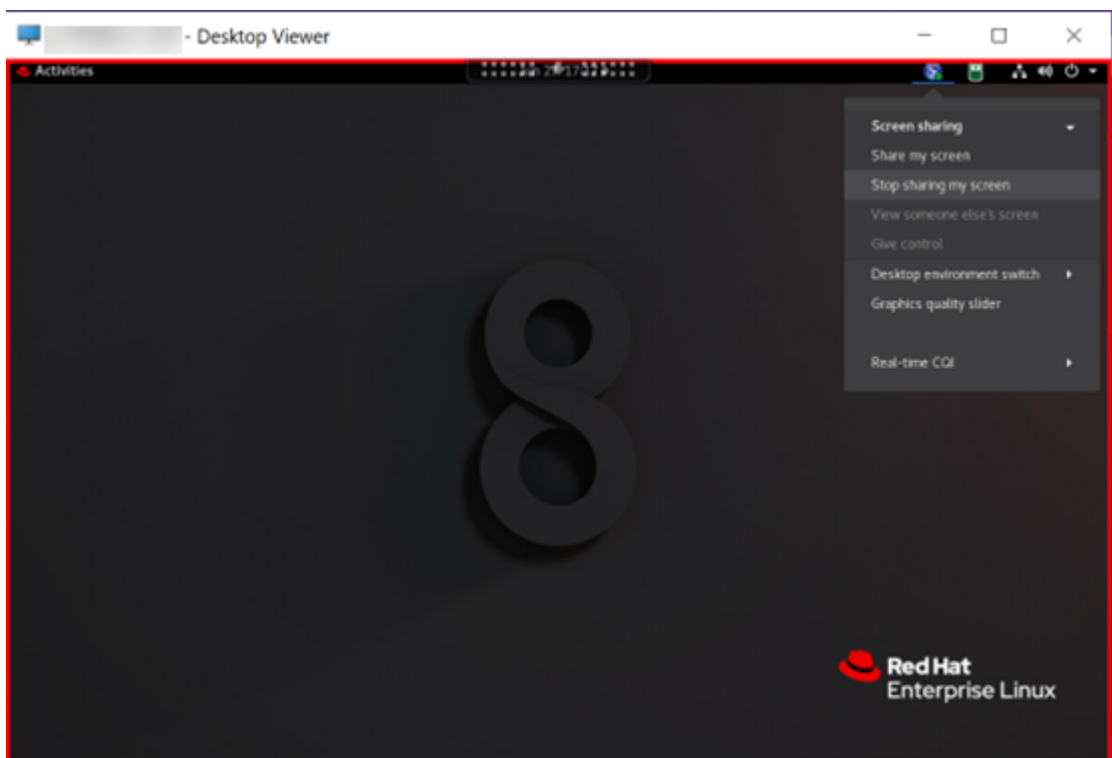 - Desktop Viewer
Activities
Screen sharing
Share my screen
Stop sharing my screen
View someone else's screen
Give control
Desktop environment switch
Graphics quality slider
Real-time CQI
8
Red Hat
Enterprise Linux